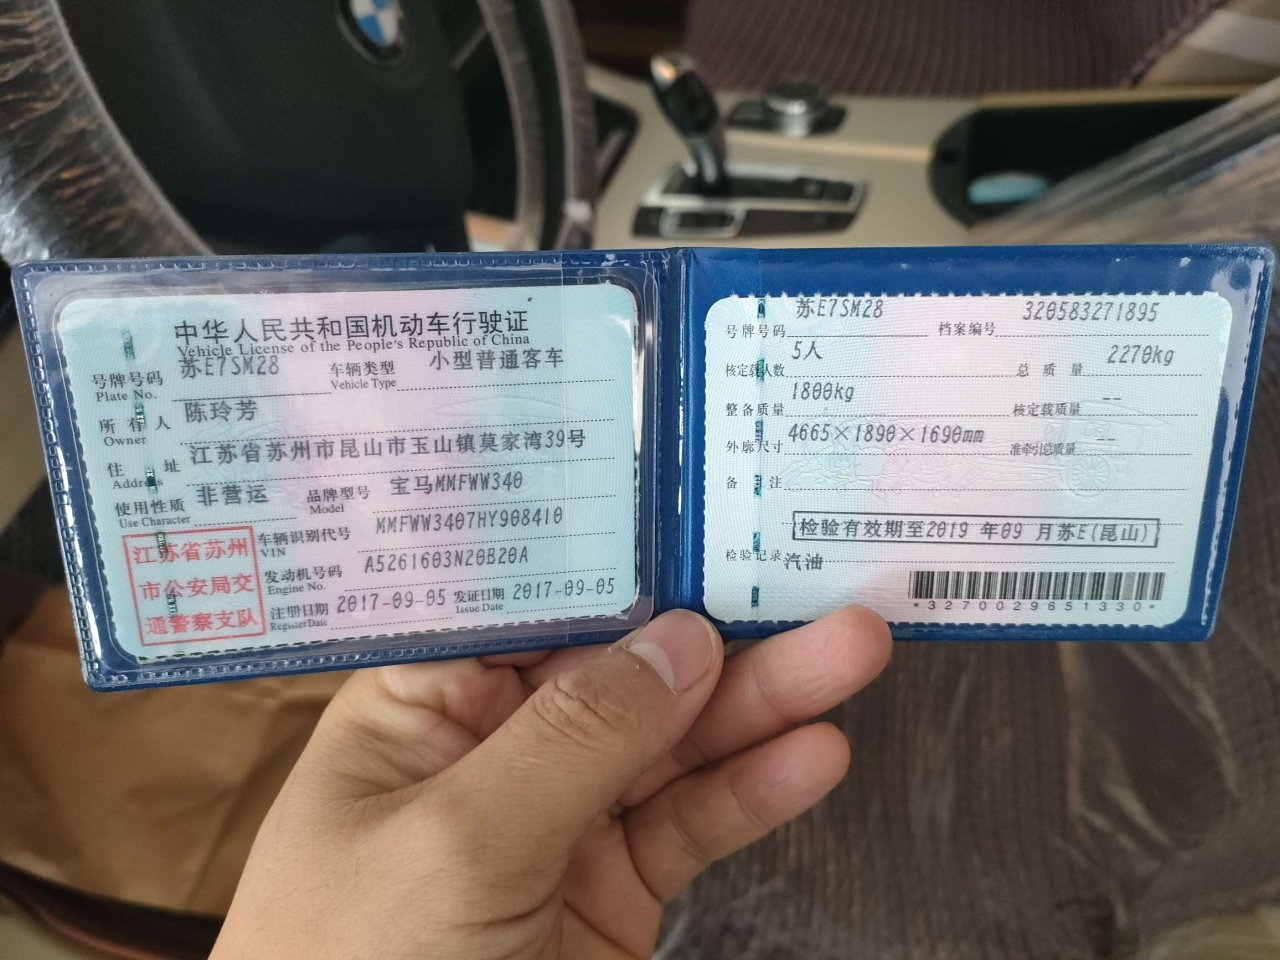 中华人民共和国机动车行驶证
Vehicle License of the People's Republic of China
号牌号码 苏E7SM28 车辆类型 小型普通客车
Plate No. Vehicle Type
所有人 陈玲芳
Owner
住址 江苏省苏州市昆山市玉山镇莫家湾39号
Address
使用性质 非营运 品牌型号 宝马MMFWW340
Use Character Model
车辆识别代号 MMFWW3407HY908410
VIN
发动机号码 A5261603N20B20A
Engine No.
注册日期 2017-09-05 发证日期 2017-09-05
Register Date Issue Date
江苏省苏州
市公安局交
通警察支队
号牌号码 苏E7SM28 档案编号 320583271895
核定载人数 5人 总质量 2270kg
整备质量 1800kg 核定载质量 --
外廓尺寸 4665×1890×1690mm 准牵引总质量 --
备注
检验有效期至2019 年09 月苏E(昆山)
检验记录 汽油
*3270029651330*